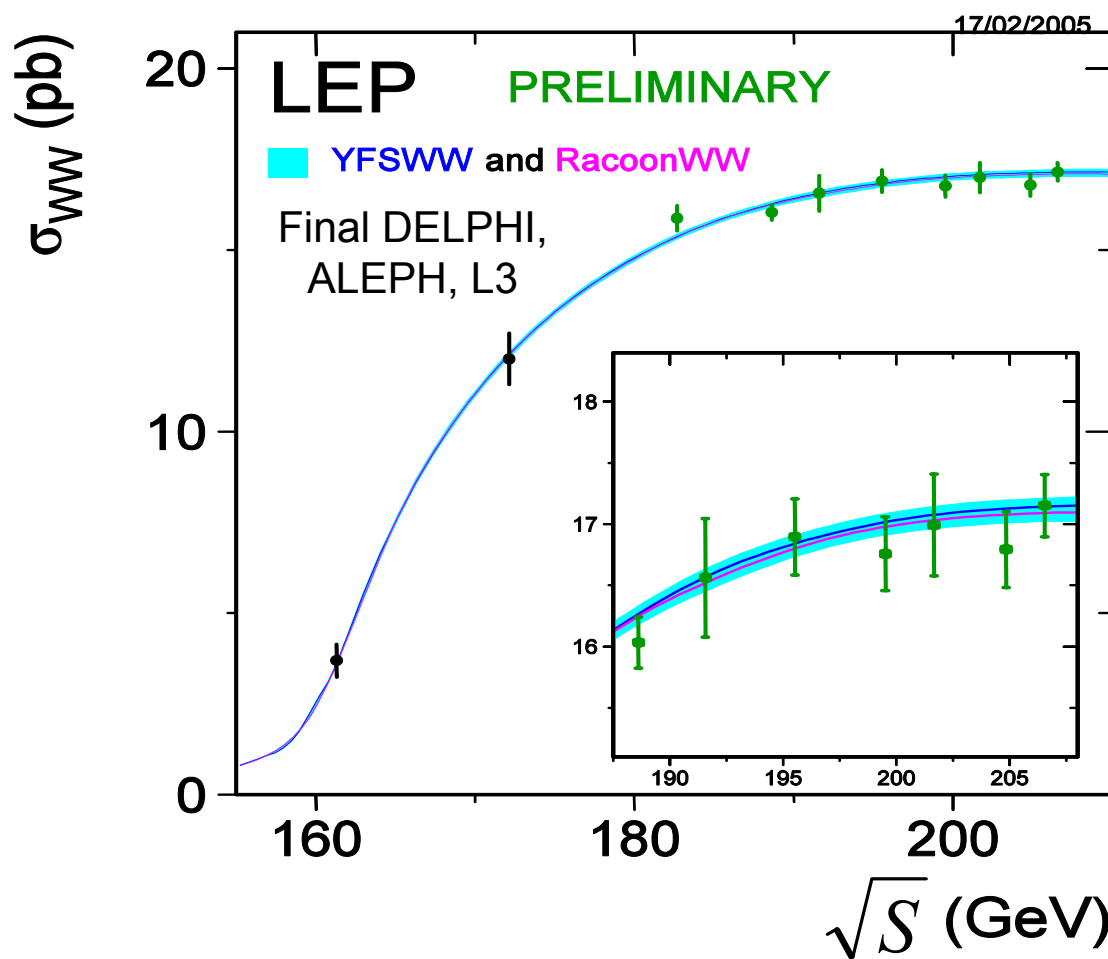 17/02/2005
σWW (pb)
20
10
0
LEP PRELIMINARY
YFSWW and RacoonWW
Final DELPHI,
ALEPH, L3
18
17
16
190 195 200 205
160 180 200
√S (GeV)